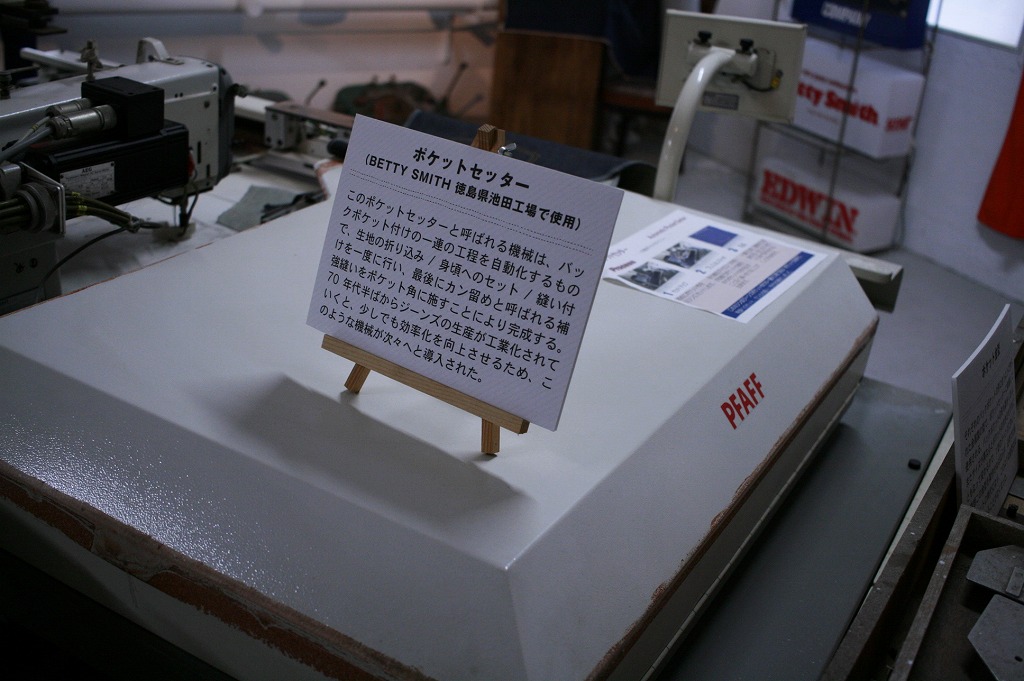 ポケットセッター
(BETTY SMITH 徳島県池田工場で使用)
このポケットセッターと呼ばれる機械は、バッ
クポケット付けの一連の工程を自動化するもの
で、生地の折り込み / 身頃へのセット / 縫い付
けを一度に行い、最後にカン留めと呼ばれる補
強縫いをポケット角に施すことにより完成する。
70 年代半ばからジーンズの生産が工業化されて
いくと、少しでも効率化を向上させるため、こ
のような機械が次々へと導入された。
PFAFF
COMPANY
Smith
EDWIN